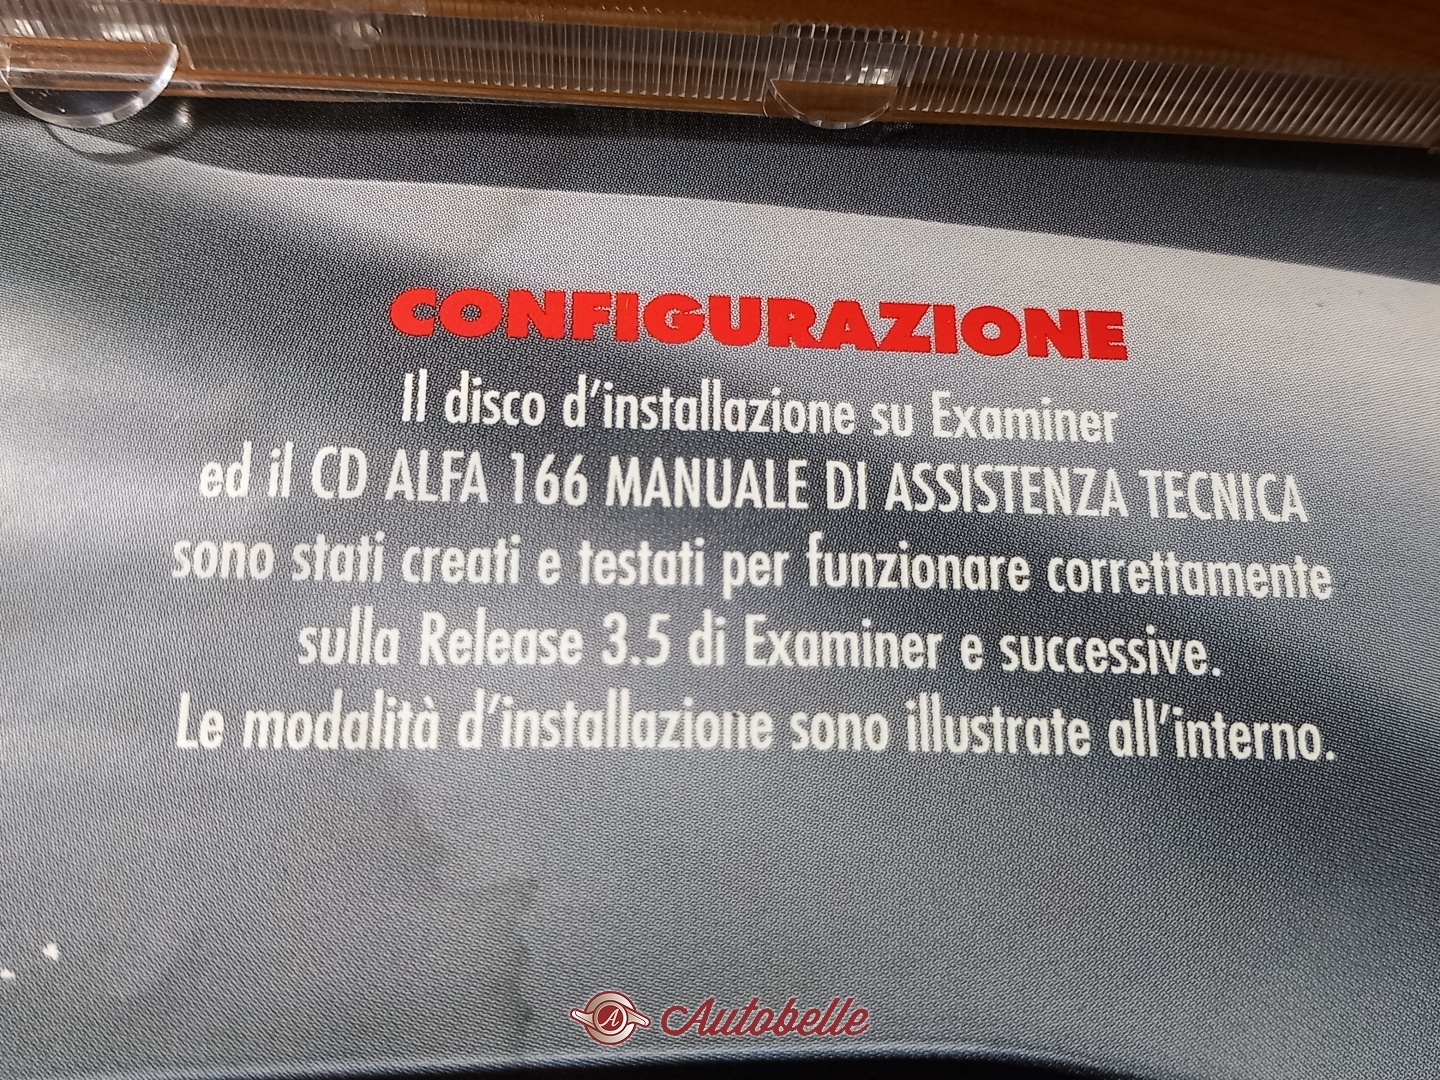 CONFIGURAZIONE
Il disco d'installazione su Examiner
ed il CD ALFA 166 MANUALE DI ASSISTENZA TECNICA
sono stati creati e testati per funzionare correttamente
sulla Release 3.5 di Examiner e successive.
Le modalità d'installazione sono illustrate all'interno.
A Autobelle